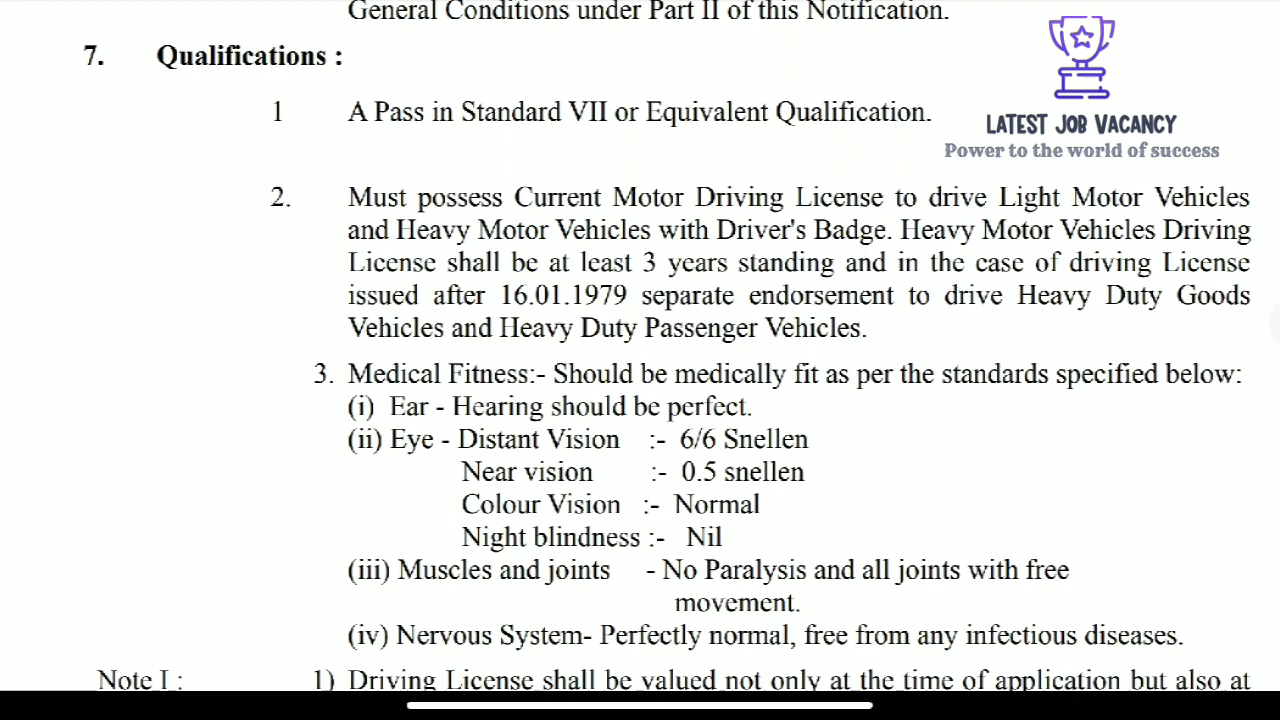 General Conditions under Part II of this Notification.
7. Qualifications :
LATEST JOB VACANCY
Power to the world of success
1 A Pass in Standard VII or Equivalent Qualification.
2. Must possess Current Motor Driving License to drive Light Motor Vehicles
and Heavy Motor Vehicles with Driver's Badge. Heavy Motor Vehicles Driving
License shall be at least 3 years standing and in the case of driving License
issued after 16.01.1979 separate endorsement to drive Heavy Duty Goods
Vehicles and Heavy Duty Passenger Vehicles.
3. Medical Fitness:- Should be medically fit as per the standards specified below:
(i) Ear - Hearing should be perfect.
(ii) Eye - Distant Vision :- 6/6 Snellen
Near vision :- 0.5 snellen
Colour Vision :- Normal
Night blindness :- Nil
(iii) Muscles and joints - No Paralysis and all joints with free
movement.
(iv) Nervous System- Perfectly normal, free from any infectious diseases.
Note I : 1) Driving License shall be valued not only at the time of application but also at